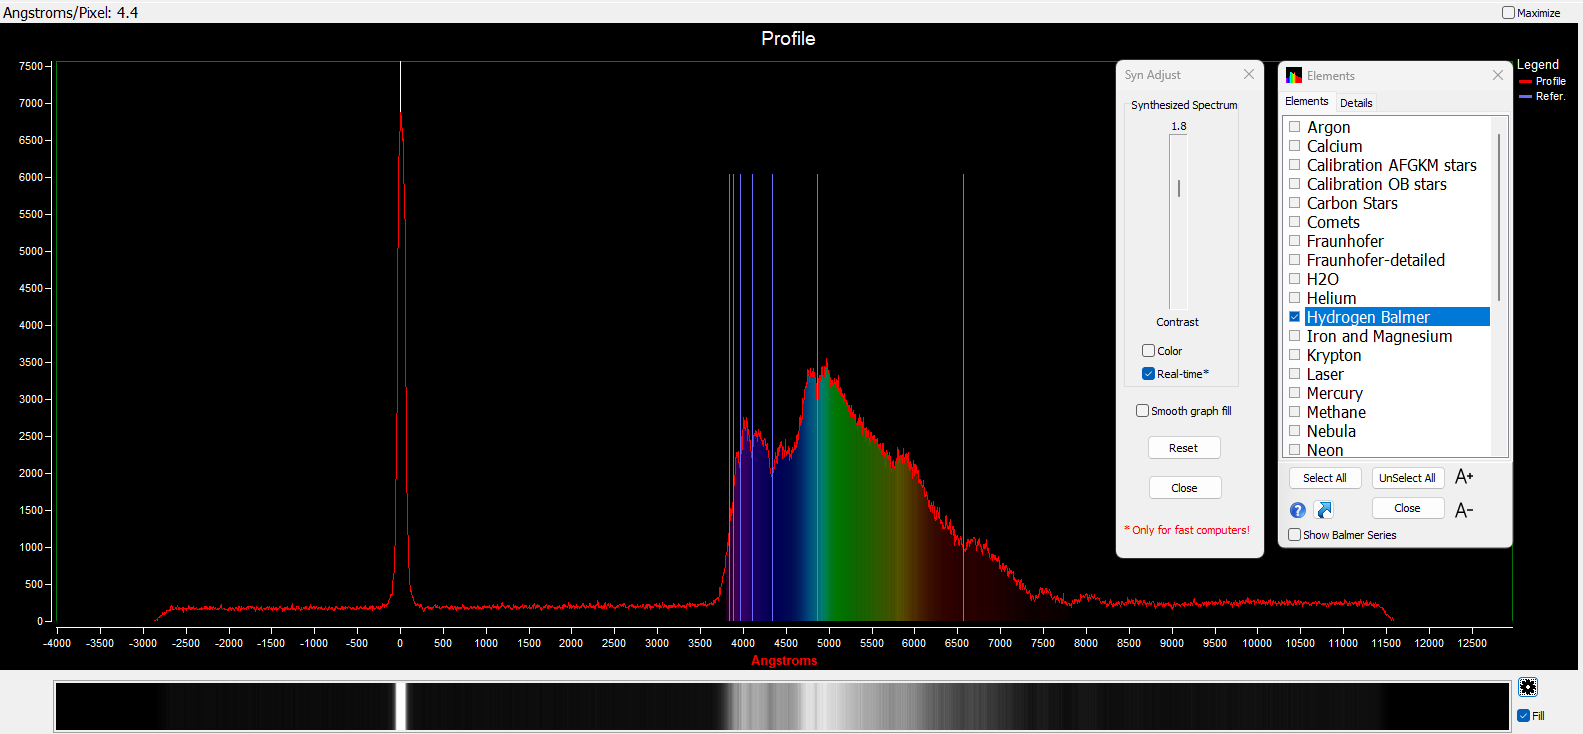 Angstroms/Pixel: 4.4
Maximize
Profile
Legend
Profile
Refer.
7500
7000
6500
6000
5500
5000
4500
4000
3500
3000
2500
2000
1500
1000
500
0
-4000 -3500 -3000 -2500 -2000 -1500 -1000 -500 0 500 1000 1500 2000 2500 3000 3500 4000 4500 5000 5500 6000 6500 7000 7500 8000 8500 9000 9500 10000 10500 11000 11500 12000 12500
Angstroms
Syn Adjust
Synthesized Spectrum
1.8
Contrast
Color
Real-time*
Smooth graph fill
Reset
Close
* Only for fast computers!
Elements
Elements Details
Argon
Calcium
Calibration AFGKM stars
Calibration OB stars
Carbon Stars
Comets
Fraunhofer
Fraunhofer-detailed
H2O
Helium
Hydrogen Balmer
Iron and Magnesium
Krypton
Laser
Mercury
Methane
Nebula
Neon
Select All UnSelect All A+
? Close A-
Show Balmer Series
Fill